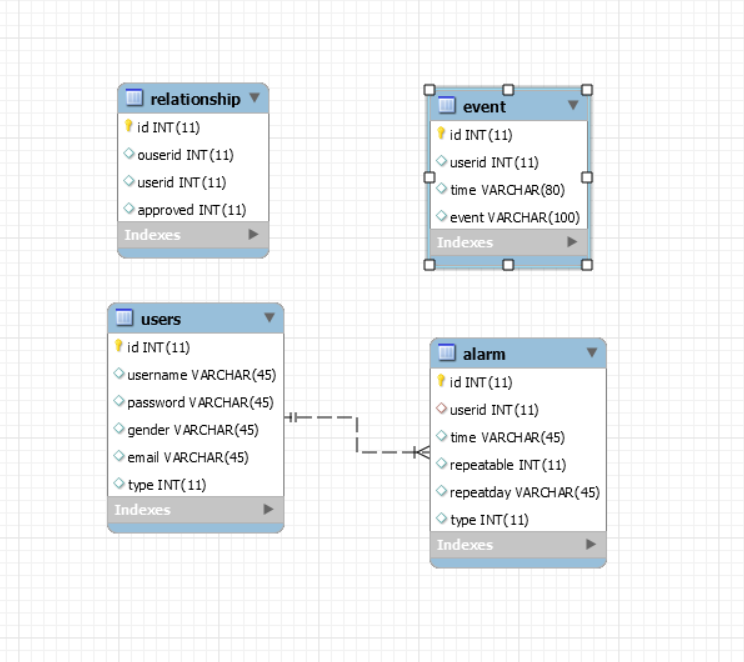 relationship
id INT(11)
ouserid INT(11)
userid INT(11)
approved INT(11)
Indexes
event
id INT(11)
userid INT(11)
time VARCHAR(80)
event VARCHAR(100)
Indexes
users
id INT(11)
username VARCHAR(45)
password VARCHAR(45)
gender VARCHAR(45)
email VARCHAR(45)
type INT(11)
Indexes
alarm
id INT(11)
userid INT(11)
time VARCHAR(45)
repeatable INT(11)
repeatday VARCHAR(45)
type INT(11)
Indexes